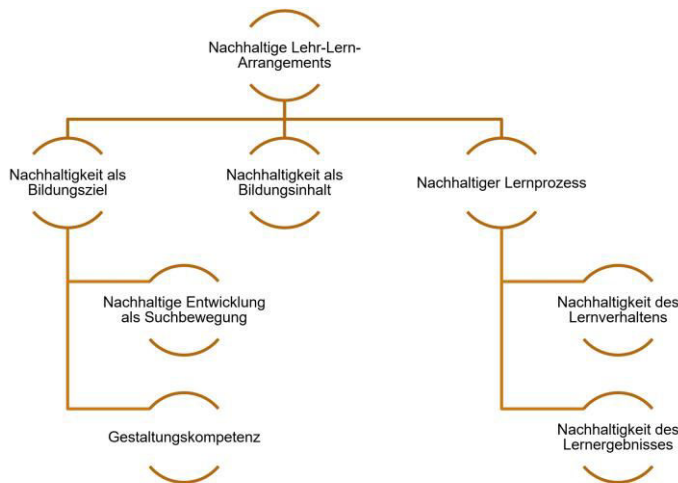 Nachhaltige Lehr-Lern-
Arrangements
Nachhaltigkeit als
Bildungsziel
Nachhaltigkeit als
Bildungsinhalt
Nachhaltiger Lernprozess
Nachhaltige Entwicklung
als Suchbewegung
Nachhaltigkeit des
Lernverhaltens
Gestaltungskompetenz
Nachhaltigkeit des
Lernergebnisses